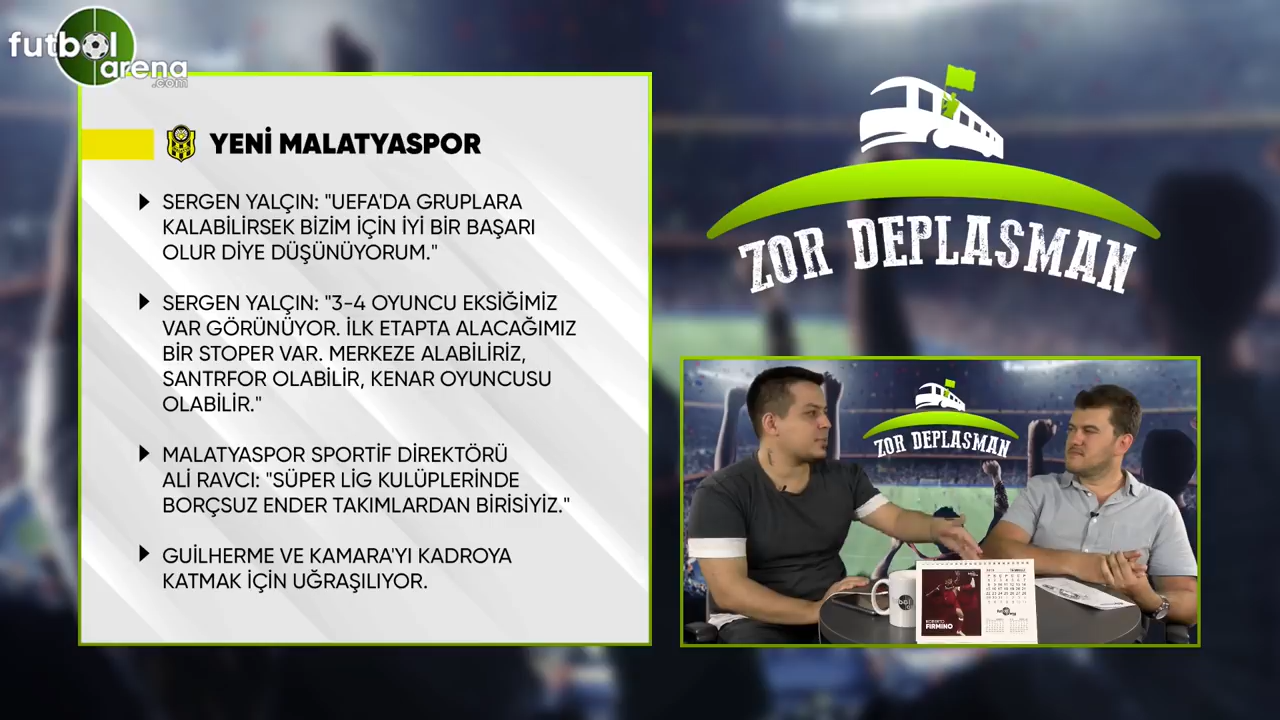 futbol
arena
.com
YENİ MALATYASPOR
SERGEN YALÇIN: "UEFA'DA GRUPLARA
KALABİLİRSEK BİZİM İÇİN İYİ BİR BAŞARI
OLUR DİYE DÜŞÜNÜYORUM."
SERGEN YALÇIN: "3-4 OYUNCU EKSİĞİMİZ
VAR GÖRÜNÜYOR. İLK ETAPTA ALACAĞIMIZ
BİR STOPER VAR. MERKEZE ALABİLİRİZ,
SANTRFOR OLABİLİR, KENAR OYUNCUSU
OLABİLİR."
MALATYASPOR SPORTİF DİREKTÖRÜ
ALİ RAVCI: "SÜPER LİG KULÜPLERİNDE
BORÇSUZ ENDER TAKIMLARDAN BİRİSİYİZ."
GUILHERME VE KAMARA'YI KADROYA
KATMAK İÇİN UĞRAŞILIYOR.
ZOR DEPLASMAN
ZOR DEPLASMAN
futbol
FIRMINO